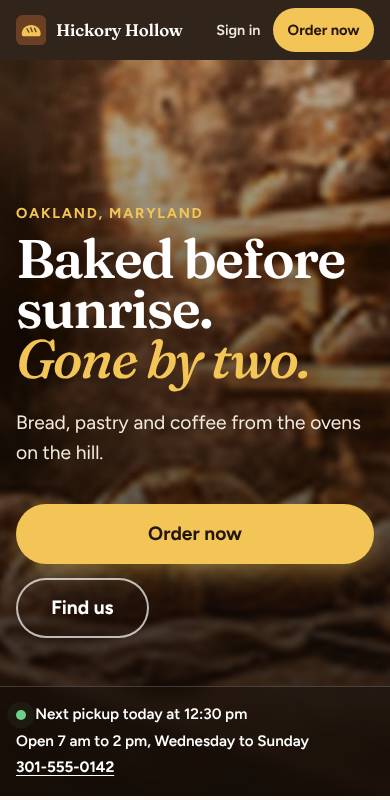 Hickory Hollow
Sign in
Order now
OAKLAND, MARYLAND
Baked before
sunrise.
Gone by two.
Bread, pastry and coffee from the ovens
on the hill.
Order now
Find us
Next pickup today at 12:30 pm
Open 7 am to 2 pm, Wednesday to Sunday
301-555-0142